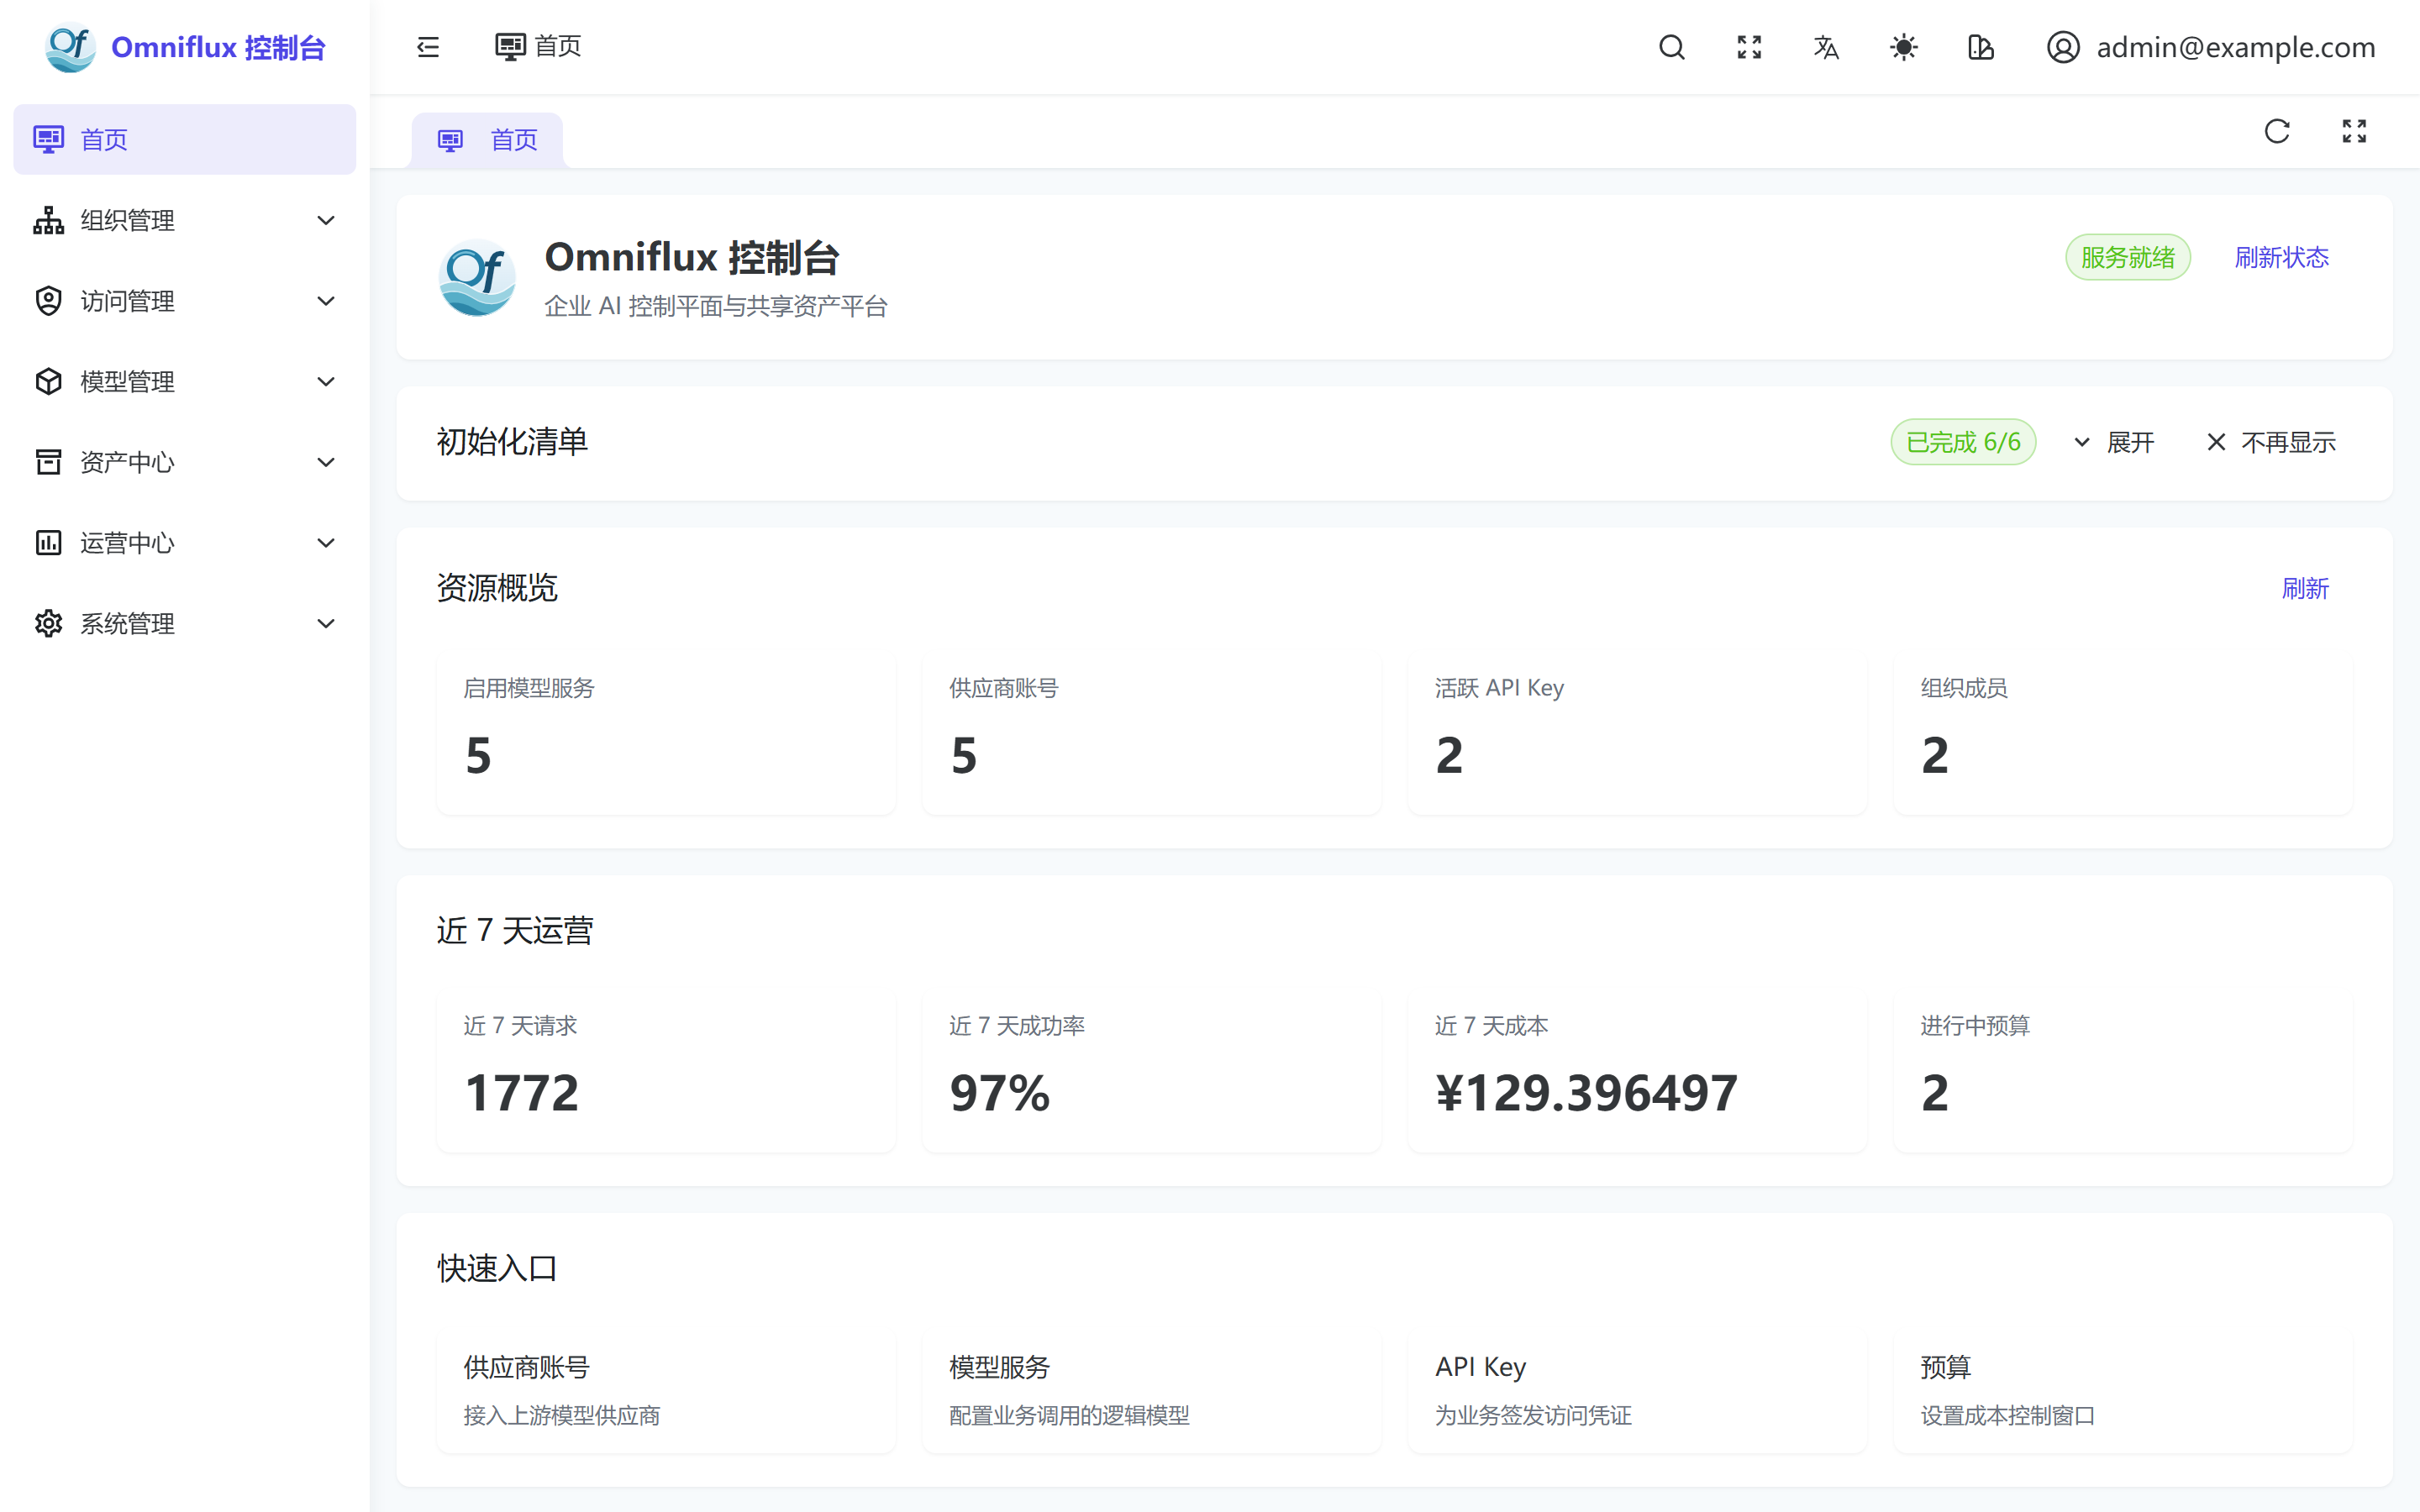 Omniflux 控制台
首页
组织管理
访问管理
模型管理
资产中心
运营中心
系统管理
首页
admin@example.com
首页
Omniflux 控制台
企业 AI 控制平面与共享资产平台
服务就绪
刷新状态
初始化清单
已完成 6/6
展开
不再显示
资源概览
刷新
启用模型服务
5
供应商账号
5
活跃 API Key
2
组织成员
2
近 7 天运营
近 7 天请求
1772
近 7 天成功率
97%
近 7 天成本
¥129.396497
进行中预算
2
快速入口
供应商账号
接入上游模型供应商
模型服务
配置业务调用的逻辑模型
API Key
为业务签发访问凭证
预算
设置成本控制窗口